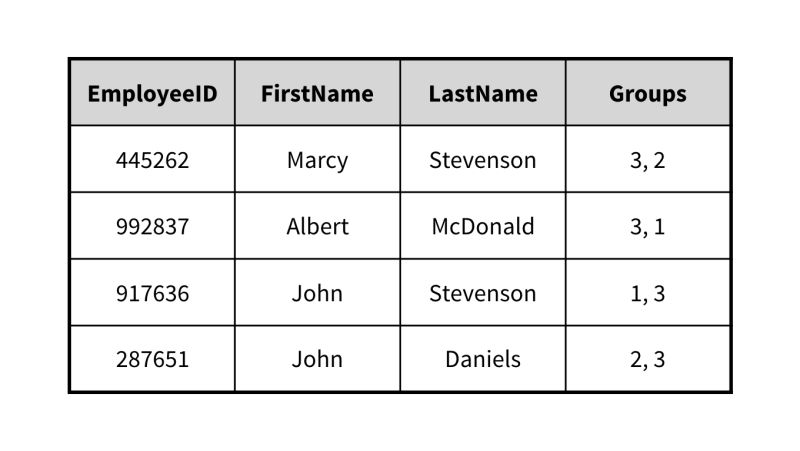 EmployeeID FirstName LastName Groups
445262 Marcy Stevenson 3, 2
992837 Albert McDonald 3, 1
917636 John Stevenson 1, 3
287651 John Daniels 2, 3